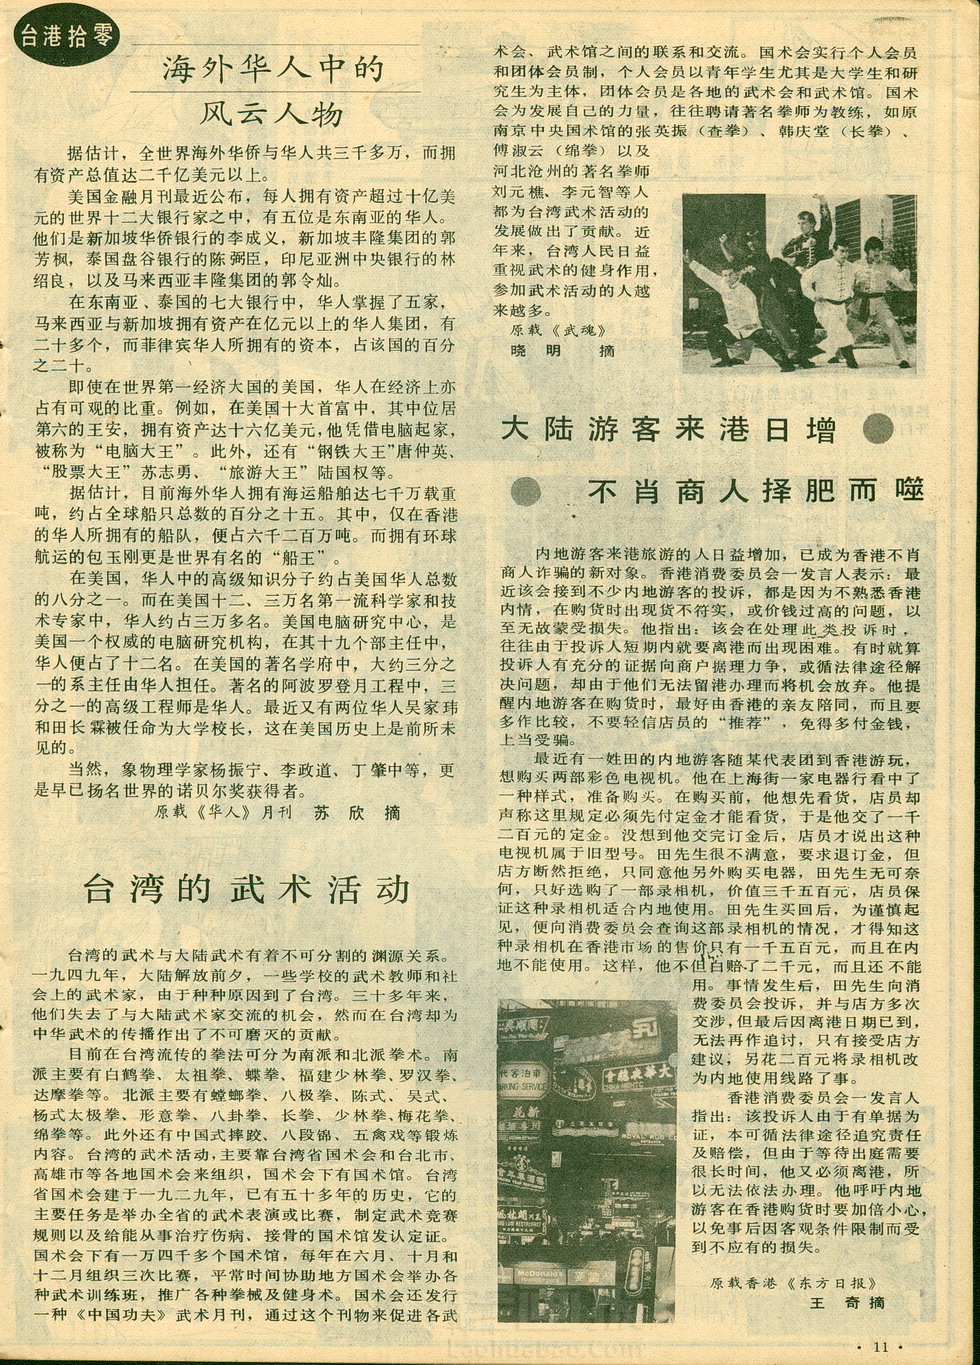 台港拾零
海外华人中的
风云人物
据估计，全世界海外华侨与华人共三千多万，而拥
有资产总值达二千亿美元以上。
美国金融月刊最近公布，每人拥有资产超过十亿美
元的世界十二大银行家之中，有五位是东南亚的华人。
他们是新加坡华侨银行的李成义，新加坡丰隆集团的郭
芳枫，泰国盘谷银行的陈弼臣，印尼亚洲中央银行的林
绍良，以及马来西亚丰隆集团的郭令灿。
在东南亚、泰国的七大银行中，华人掌握了五家，
马来西亚与新加坡拥有资产在亿元以上的华人集团，有
二十多个，而菲律宾华人所拥有的资本，占该国的百分
之二十。
即使在世界第一经济大国的美国，华人在经济上亦
占有可观的比重。例如，在美国十大首富中，其中位居
第六的王安，拥有资产达十六亿美元，他凭借电脑起家，
被称为“电脑大王”。此外，还有“钢铁大王”唐仲英、
“股票大王”苏志勇、“旅游大王”陆国权等。
据估计，目前海外华人拥有海运船舶达七千万载重
吨，约占全球船只总数的百分之十五。其中，仅在香港
的华人所拥有的船队，便占六千二百万吨。而拥有环球
航运的包玉刚更是世界有名的“船王”。
在美国，华人中的高级知识分子约占美国华人总数
的八分之一。而在美国十二、三万名第一流科学家和技
术专家中，华人约占三万多名。美国电脑研究中心，是
美国一个权威的电脑研究机构，在其十九个部主任中，
华人便占了十二名。在美国的著名学府中，大约三分之
一的系主任由华人担任。著名的阿波罗登月工程中，三
分之一的高级工程师是华人。最近又有两位华人吴家玮
和田长霖被任命为大学校长，这在美国历史上是前所未
见的。
当然，象物理学家杨振宁、李政道、丁肇中等，更
是早已扬名世界的诺贝尔奖获得者。
原载《华人》月刊 苏欣 摘
台湾的武术活动
台湾的武术与大陆武术有着不可分割的渊源关系。
一九四九年，大陆解放前夕，一些学校的武术教师和社
会上的武术家，由于种种原因到了台湾。三十多年来，
他们失去了与大陆武术家交流的机会，然而在台湾却为
中华武术的传播作出了不可磨灭的贡献。
目前在台湾流传的拳法可分为南派和北派拳术。南
派主要有白鹤拳、太祖拳、蝶拳、福建少林拳、罗汉拳、
达摩拳等。北派主要有螳螂拳、八极拳、陈式、吴式、
杨式太极拳、形意拳、八卦拳、长拳、少林拳、梅花拳、
绵拳等。此外还有中国式摔跤、八段锦、五禽戏等锻炼
内容。台湾的武术活动，主要靠台湾省国术会和台北市、
高雄市等各地国术会来组织，国术会下有国术馆。台湾
省国术会建于一九二九年，已有五十多年的历史，它的
主要任务是举办全省的武术表演或比赛，制定武术竞赛
规则以及给能从事治疗伤病、接骨的国术馆发认定证。
国术会下有一万四千多个国术馆，每年在六月、十月和
十二月组织三次比赛，平常时间协助地方国术会举办各
种武术训练班，推广各种拳械及健身术。国术会还发行
一种《中国功夫》武术月刊，通过这个刊物来促进各武
术会、武术馆之间的联系和交流。国术会实行个人会员
和团体会员制，个人会员以青年学生尤其是大学生和研
究生为主体，团体会员是各地的武术会和武术馆。国术
会为发展自己的力量，往往聘请著名拳师为教练，如原
南京中央国术馆的张英振（查拳）、韩庆堂（长拳）、
傅淑云（绵拳）以及
河北沧州的著名拳师
刘元樵、李元智等人
都为台湾武术活动的
发展做出了贡献。近
年来，台湾人民日益
重视武术的健身作用，
参加武术活动的人越
来越多。
原载《武魂》
晓明 摘
大陆游客来港日增
不肖商人择肥而噬
内地游客来港旅游的人日益增加，已成为香港不肖
商人诈骗的新对象。香港消费委员会一发言人表示：最
近该会接到不少内地游客的投诉，都是因为不熟悉香港
内情，在购货时出现货不符实，或价钱过高的问题，以
至无故蒙受损失。他指出：该会在处理此类投诉时，
往往由于投诉人短期内就要离港而出现困难。有时就算
投诉人有充分的证据向商户据理力争，或循法律途径解
决问题，却由于他们无法留港办理而将机会放弃。他提
醒内地游客在购货时，最好由香港的亲友陪同，而且要
多作比较，不要轻信店员的“推荐”，免得多付金钱，
上当受骗。
最近有一姓田的内地游客随某代表团到香港游玩，
想购买两部彩色电视机。他在上海街一家电器行看中了
一种样式，准备购买。在购买前，他想先看货，店员却
声称这里规定必须先付定金才能看货，于是他交了一千
二百元的定金。没想到他交完订金后，店员才说出这种
电视机属于旧型号。田先生很不满意，要求退订金，但
店方断然拒绝，只同意他另外购买电器，田先生无可奈
何，只好选购了一部录相机，价值三千五百元，店员保
证这种录相机适合内地使用。田先生买回后，为谨慎起
见，便向消费委员会查询这部录相机的情况，才得知这
种录相机在香港市场的售价只有一千五百元，而且在内
地不能使用。这样，他不但白赔了二千元，而且还不能
用。事情发生后，田先生向消
费委员会投诉，并与店方多次
交涉，但最后因离港日期已到，
无法再作追讨，只有接受店方
建议，另花二百元将录相机改
为内地使用线路了事。
香港消费委员会一发言人
指出：该投诉人由于有单据为
证，本可循法律途径追究责任
及赔偿，但由于等待出庭需要
很长时间，他又必须离港，所
以无法依法办理。他呼吁内地
游客在香港购货时要加倍小心，
以免事后因客观条件限制而受
到不应有的损失。
原载香港《东方日报》
王奇摘
McDonald's
· 11 ·